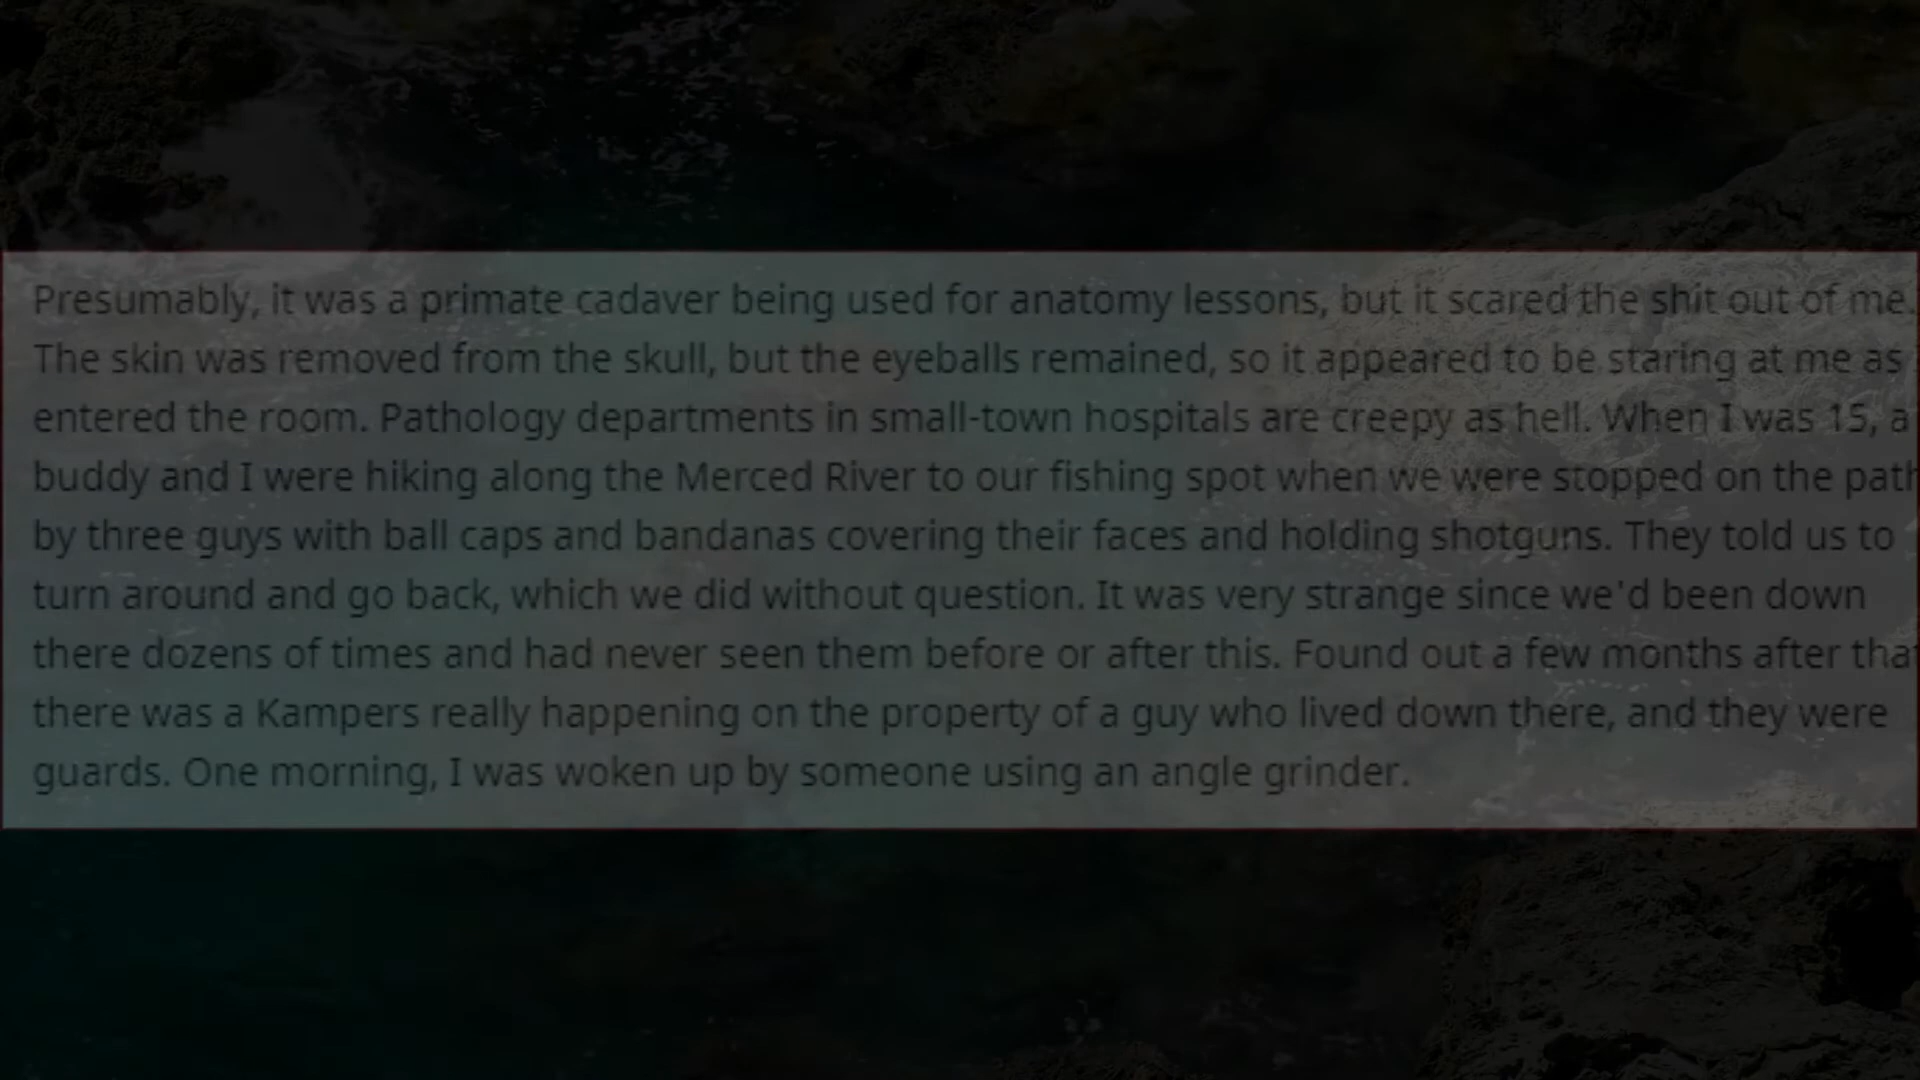 Presumably, it was a primate cadaver being used for anatomy lessons, but it scared the shit out of me.
The skin was removed from the skull, but the eyeballs remained, so it appeared to be staring at me as
entered the room. Pathology departments in small-town hospitals are creepy as hell. When I was 15, a
buddy and I were hiking along the Merced River to our fishing spot when we were stopped on the path
by three guys with ball caps and bandanas covering their faces and holding shotguns. They told us to
turn around and go back, which we did without question. It was very strange since we'd been down
there dozens of times and had never seen them before or after this. Found out a few months after that
there was a Kampers really happening on the property of a guy who lived down there, and they were
guards. One morning, I was woken up by someone using an angle grinder.